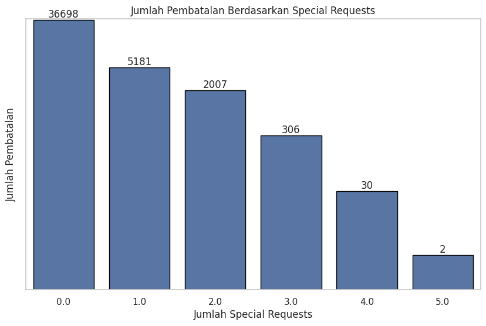 Jumlah Pembatalan Berdasarkan Special Requests
36698
5181
2007
306
30
2
Jumlah Pembatalan
0.0 1.0 2.0 3.0 4.0 5.0
Jumlah Special Requests